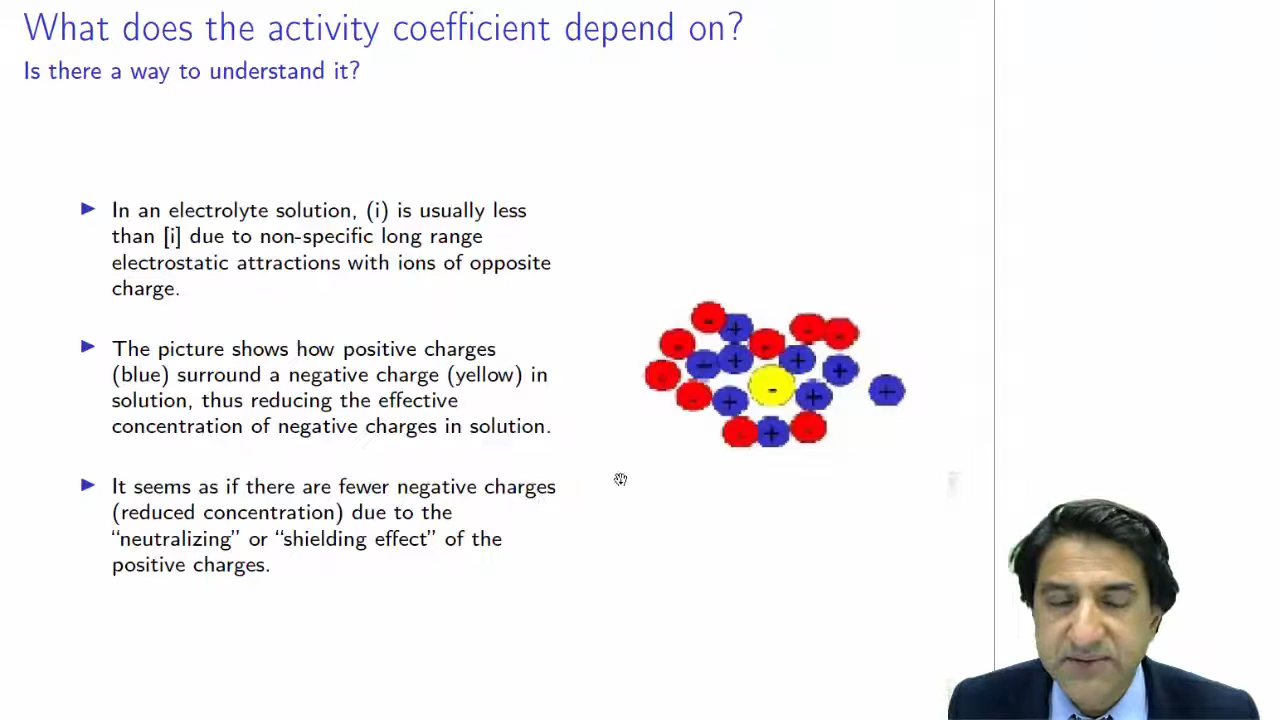 What does the activity coefficient depend on?
Is there a way to understand it?
In an electrolyte solution, (i) is usually less
than [i] due to non-specific long range
electrostatic attractions with ions of opposite
charge.
The picture shows how positive charges
(blue) surround a negative charge (yellow) in
solution, thus reducing the effective
concentration of negative charges in solution.
It seems as if there are fewer negative charges
(reduced concentration) due to the
“neutralizing” or “shielding effect” of the
positive charges.